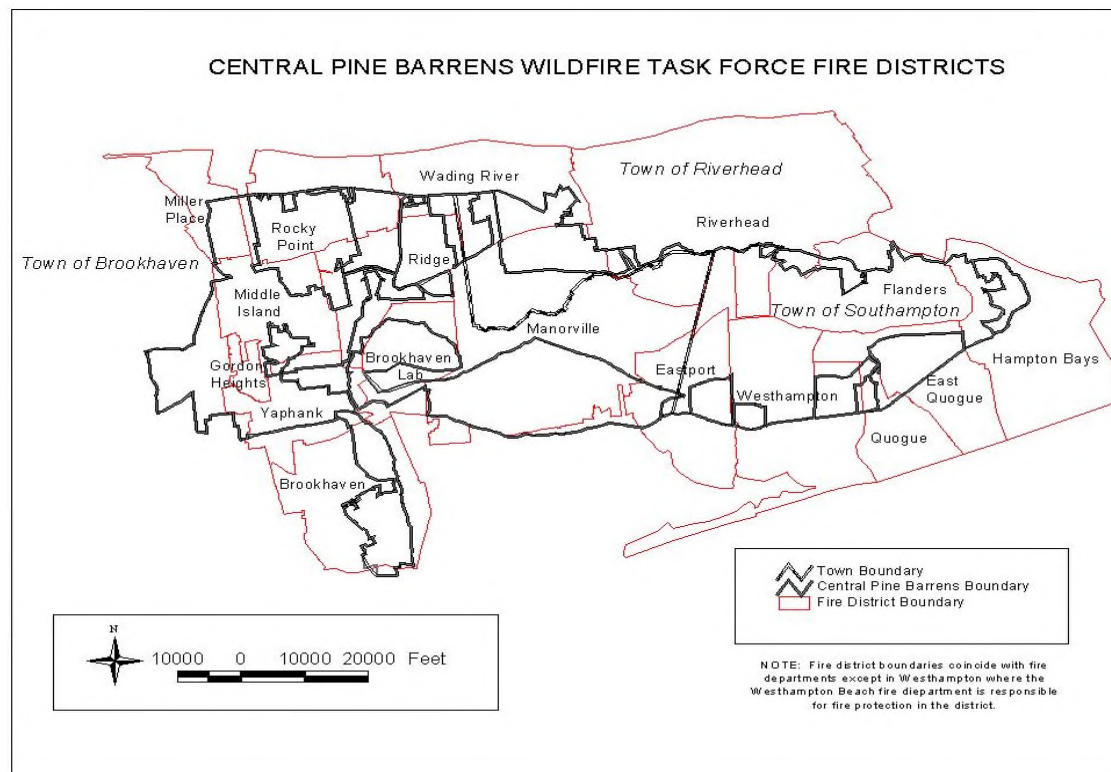 CENTRAL PINE BARRENS WILDFIRE TASK FORCE FIRE DISTRICTS
Town of Riverhead
Wading River
Miller
Place
Riverhead
Rocky
Point
Town of Brookhaven
Ridge
Flanders
Middle
Island
Town of Southampton
Manorville
Brookhaven
Lab
Gordon
Heights
Eastport
Hampton Bays
East
Quogue
Westhampton
Yaphank
Quogue
Brookhaven
Town Boundary
Central Pine Barrens Boundary
Fire District Boundary
N
10000 0 10000 20000 Feet
NOTE: Fire district boundaries coincide with fire
departments except in Westhampton where the
Westhampton Beach fire diepartment is responsible
for fire protection in the district.